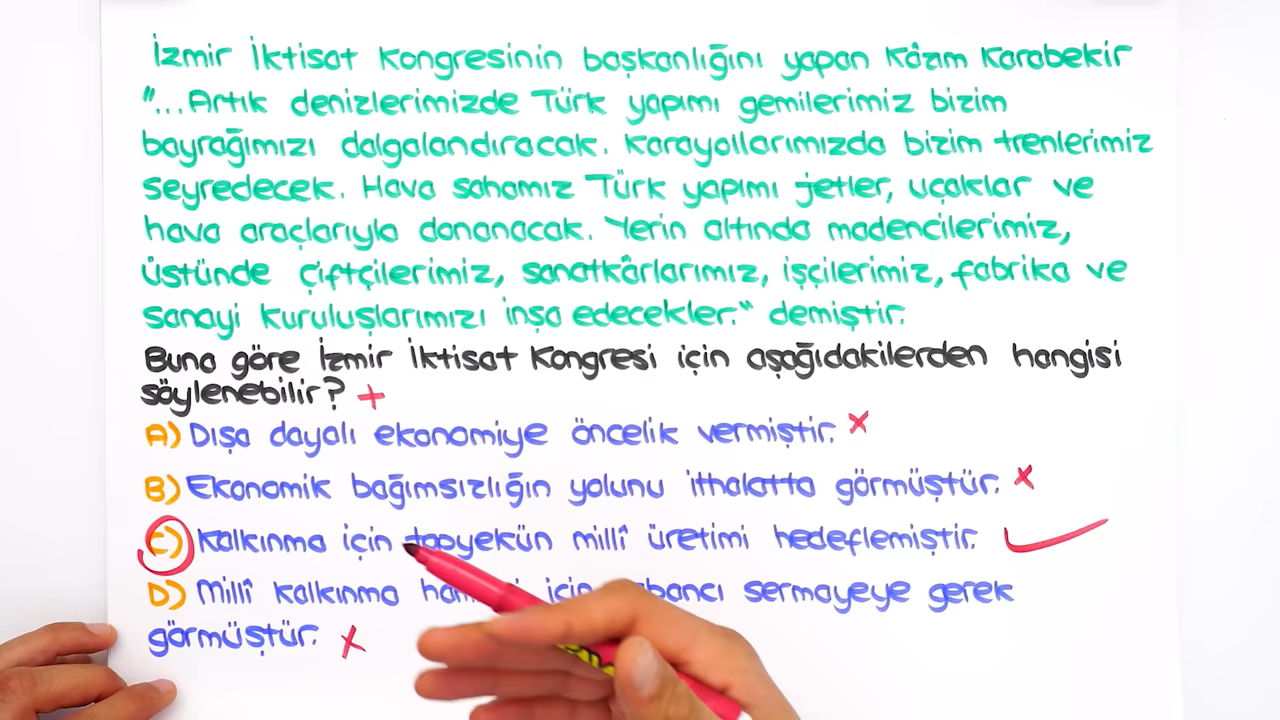 İzmir İktisat Kongresinin başkanlığını yapan Kâzım Karabekir
"...Artık denizlerimizde Türk yapımı gemilerimiz bizim
bayrağımızı dalgalandıracak. Karayollarımızda bizim trenlerimiz
seyredecek. Hava sahamız Türk yapımı jetler, uçaklar ve
hava araçlarıyla donanacak. Yerin altında madencilerimiz,
üstünde çiftçilerimiz, sanatkârlarımız, işçilerimiz, fabrika ve
sanayi kuruluşlarımızı inşa edecekler." demiştir.
Buna göre İzmir İktisat Kongresi için aşağıdakilerden hangisi
söylenebilir? +
A) Dışa dayalı ekonomiye öncelik vermiştir. x
B) Ekonomik bağımsızlığın yolunu ithalatta görmüştür. x
C) Kalkınma için topyekün millî üretimi hedeflemiştir. ✓
D) Millî kalkınma için sermayeye gerek
görmüştür. x